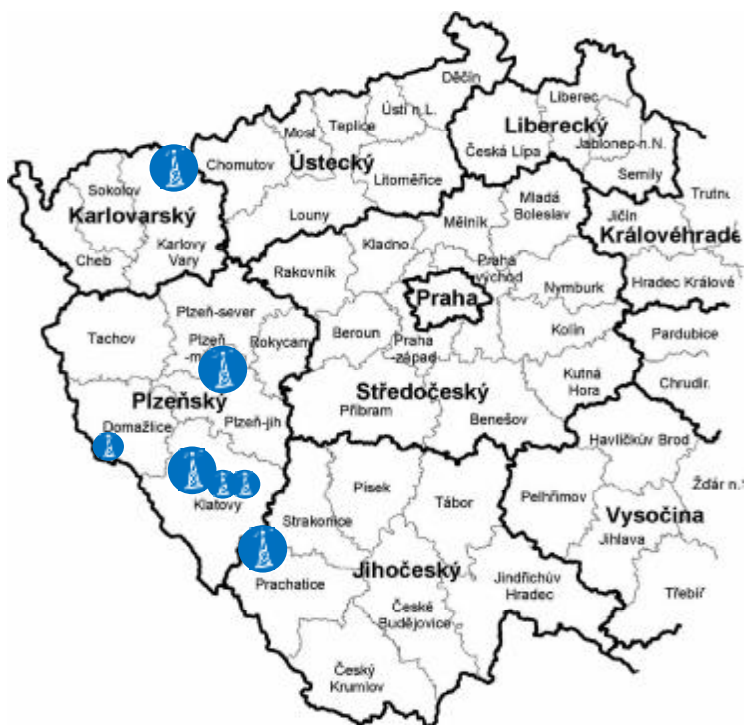 Děčín
Liberec
Ústí n.L.
Teplice
Most
Liberecký
Jablonec n.N.
Česká Lípa
Chomutov
Ústecký
Semily
Litoměřice
Sokolov
Mladá
Boleslav
Jičín
Karlovarský
Louny
Mělník
Králové
Kladno
Karlovy
Vary
Cheb
Praha
-východ
Rakovník
Hradec Králové
Nymburk
Praha
Plzeň-sever
Tachov
Plzeň
Rokycan
Beroun
Praha
-západ
Kolín
Pardubice
Kutná
Hora
Chrudim
Středočeský
Plzeňský
Příbram
Benešov
Domažlice
Plzeň-jih
Havlíčkův Brod
Písek
Žďár n.
Tábor
Pelhřimov
Klatovy
Strakonice
Vysočina
Jihlava
Jihočeský
Prachatice
Jindřichův
Hradec
Třebíč
České
Budějovice
Český
Krumlov